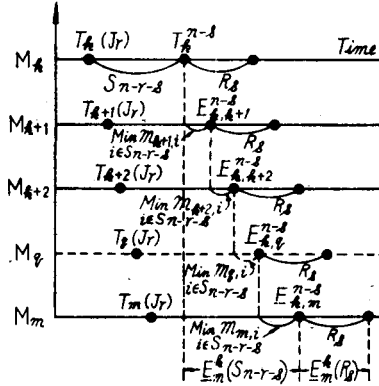 T_k(J_r) T_k^{n-s} Time
M_k
S_{n-r-s} R_s
T_{k+1}(J_r) E_{k,k+1}^{n-s}
M_{k+1}
Min m_{k+1,i} R_s
i∈S_{n-r-s}
T_{k+2}(J_r) E_{k,k+2}^{n-s}
M_{k+2}
Min m_{k+2,i} R_s
i∈S_{n-r-s}
T_q(J_r) E_{k,q}^{n-s}
M_q
Min m_{q,i} R_s
i∈S_{n-r-s}
T_m(J_r) E_{k,m}^{n-s}
M_m
Min m_{m,i} R_s
i∈S_{n-r-s}
E_m^k(S_{n-r-s}) E_m^k(R_s)